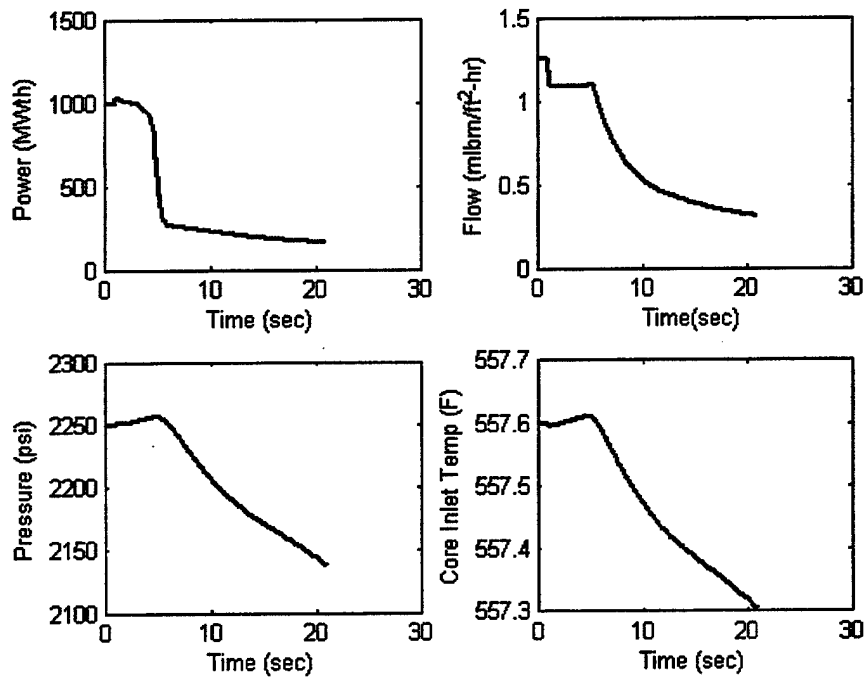 1500
1000
500
0
Power (MWth)
0 10 20 30
Time (sec)
1.5
1
0.5
0
Flow (mlbm/ft²-hr)
0 10 20 30
Time(sec)
2300
2250
2200
2150
2100
Pressure (psi)
0 10 20 30
Time (sec)
557.7
557.6
557.5
557.4
557.3
Core Inlet Temp (F)
0 10 20 30
Time (sec)